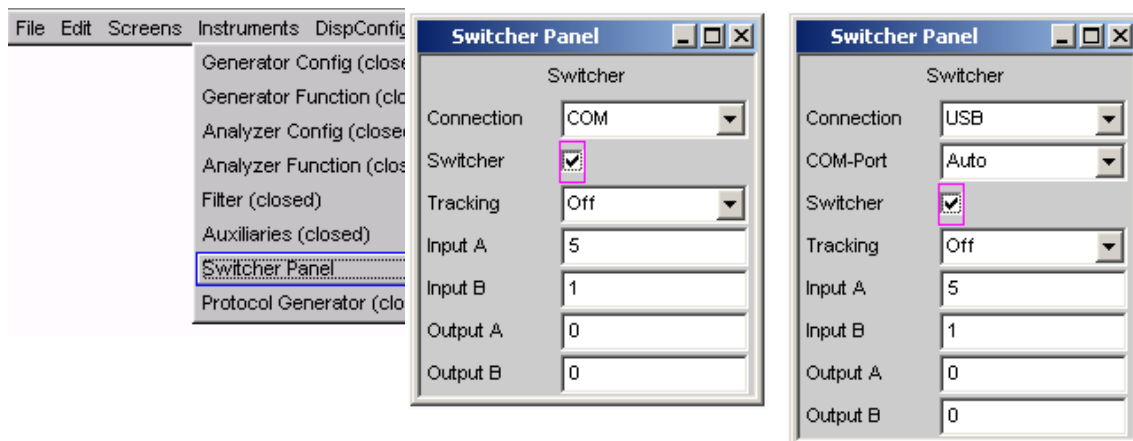 File Edit Screens Instruments DispConfig
Generator Config (close
Generator Function (clo
Analyzer Config (closed
Analyzer Function (clos
Filter (closed)
Auxiliaries (closed)
Switcher Panel
Protocol Generator (clo
Switcher Panel
Switcher
Connection COM
Switcher
Tracking Off
Input A 5
Input B 1
Output A 0
Output B 0
Switcher Panel
Switcher
Connection USB
COM-Port Auto
Switcher
Tracking Off
Input A 5
Input B 1
Output A 0
Output B 0